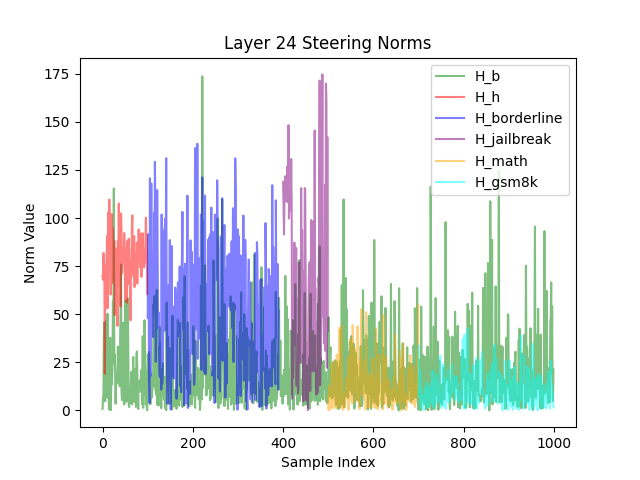 Layer 24 Steering Norms
Norm Value
175
150
125
100
75
50
25
0
H_b
H_h
H_borderline
H_jailbreak
H_math
H_gsm8k
0
200
400
600
800
1000
Sample Index